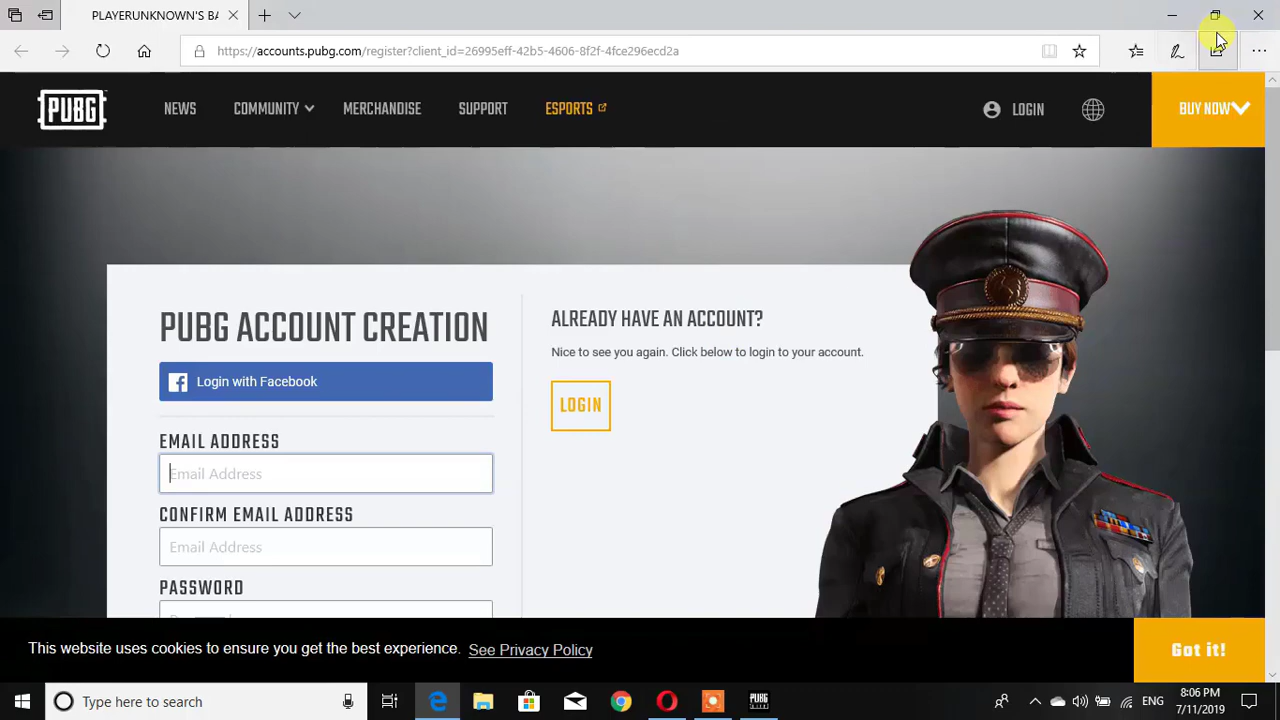 PLAYERUNKNOWN'S BA
https://accounts.pubg.com/register?client_id=26995eff-42b5-4606-8f2f-4fce296ecd2a
PUBG
NEWS
COMMUNITY
MERCHANDISE
SUPPORT
ESPORTS
LOGIN
BUY NOW
PUBG ACCOUNT CREATION
Login with Facebook
EMAIL ADDRESS
Email Address
CONFIRM EMAIL ADDRESS
Email Address
PASSWORD
ALREADY HAVE AN ACCOUNT?
Nice to see you again. Click below to login to your account.
LOGIN
This website uses cookies to ensure you get the best experience. See Privacy Policy
Got it!
Type here to search
PUBG
ENG
8:06 PM
7/11/2019